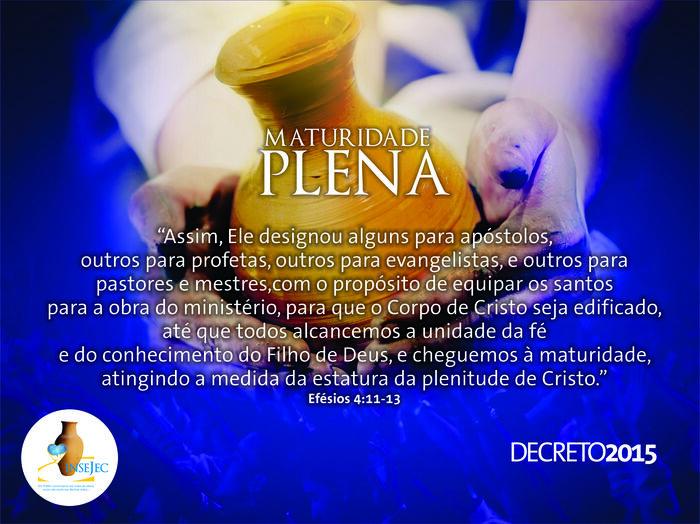 MATURIDADE
PLENA
“Assim, Ele designou alguns para apóstolos,
outros para profetas, outros para evangelistas, e outros para
pastores e mestres,com o propósito de equipar os santos
para a obra do ministério, para que o Corpo de Cristo seja edificado,
até que todos alcancemos a unidade da fé
e do conhecimento do Filho de Deus, e cheguemos à maturidade,
atingindo a medida da estatura da plenitude de Cristo.”
Efésios 4:11-13
DECRETO2015
INSEJEC